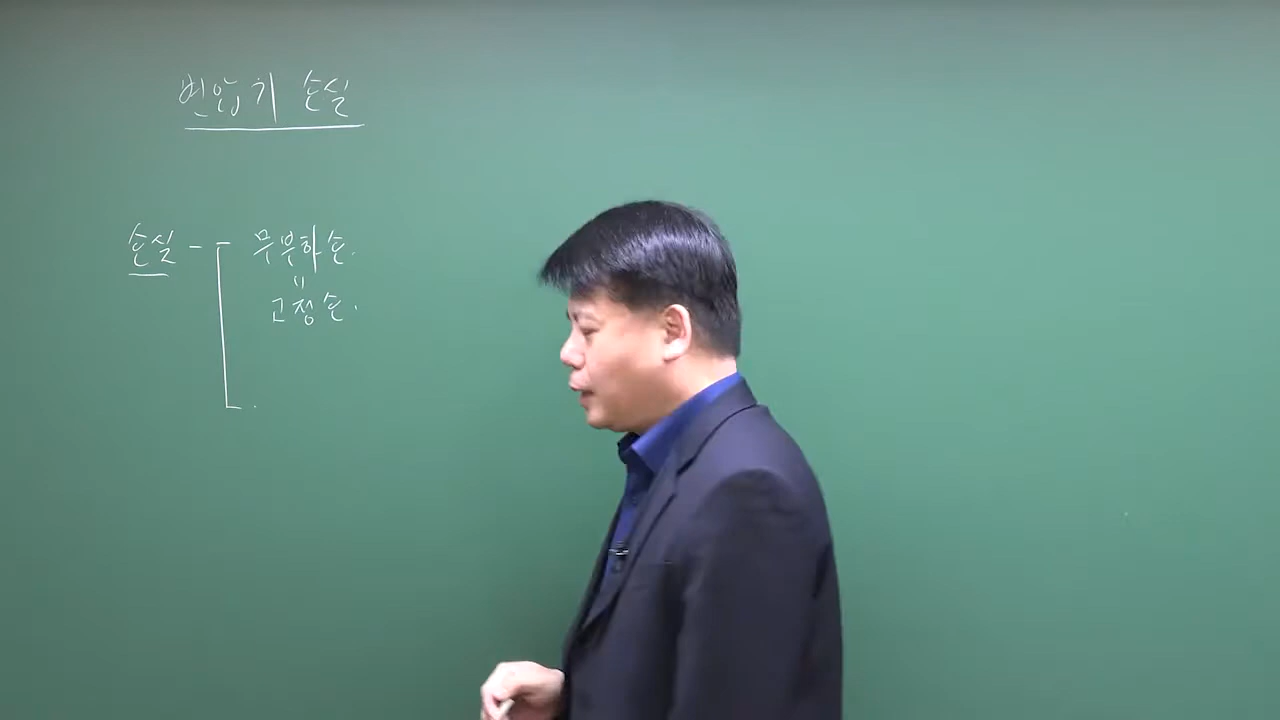 변압기 손실
손실 - 무부하손.
"
고정손.